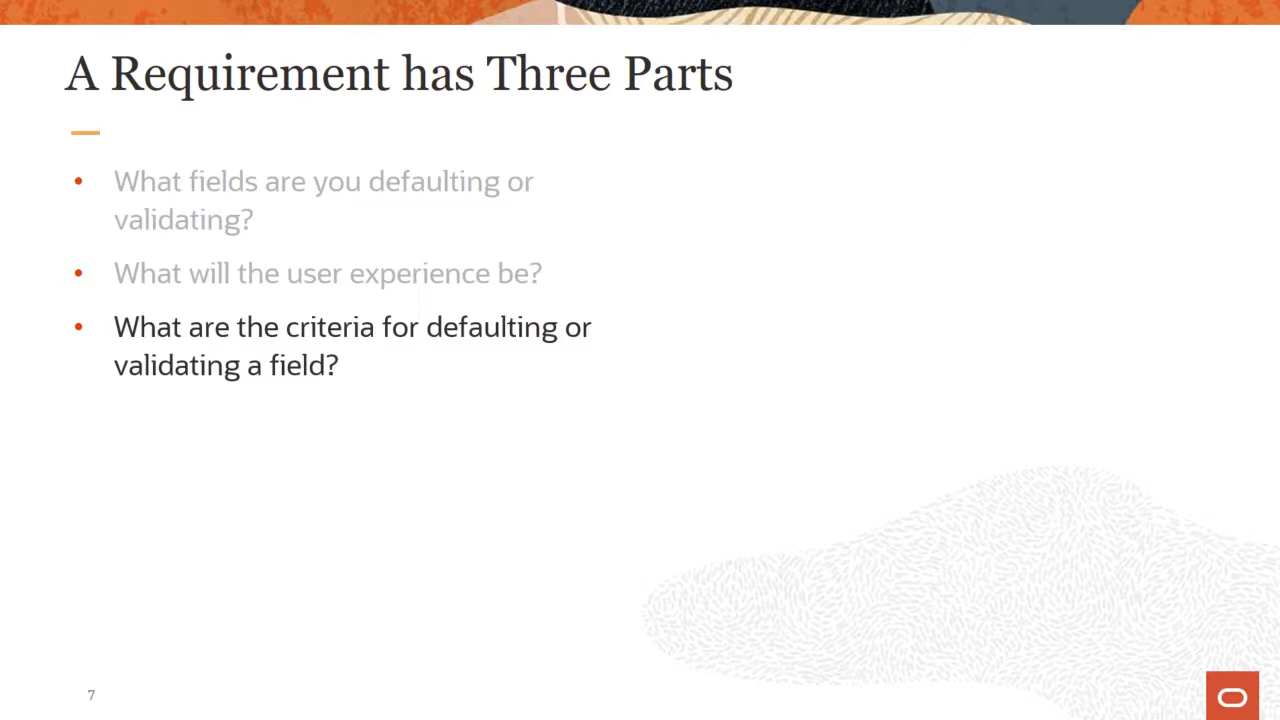 A Requirement has Three Parts
• What fields are you defaulting or
validating?
• What will the user experience be?
• What are the criteria for defaulting or
validating a field?
7